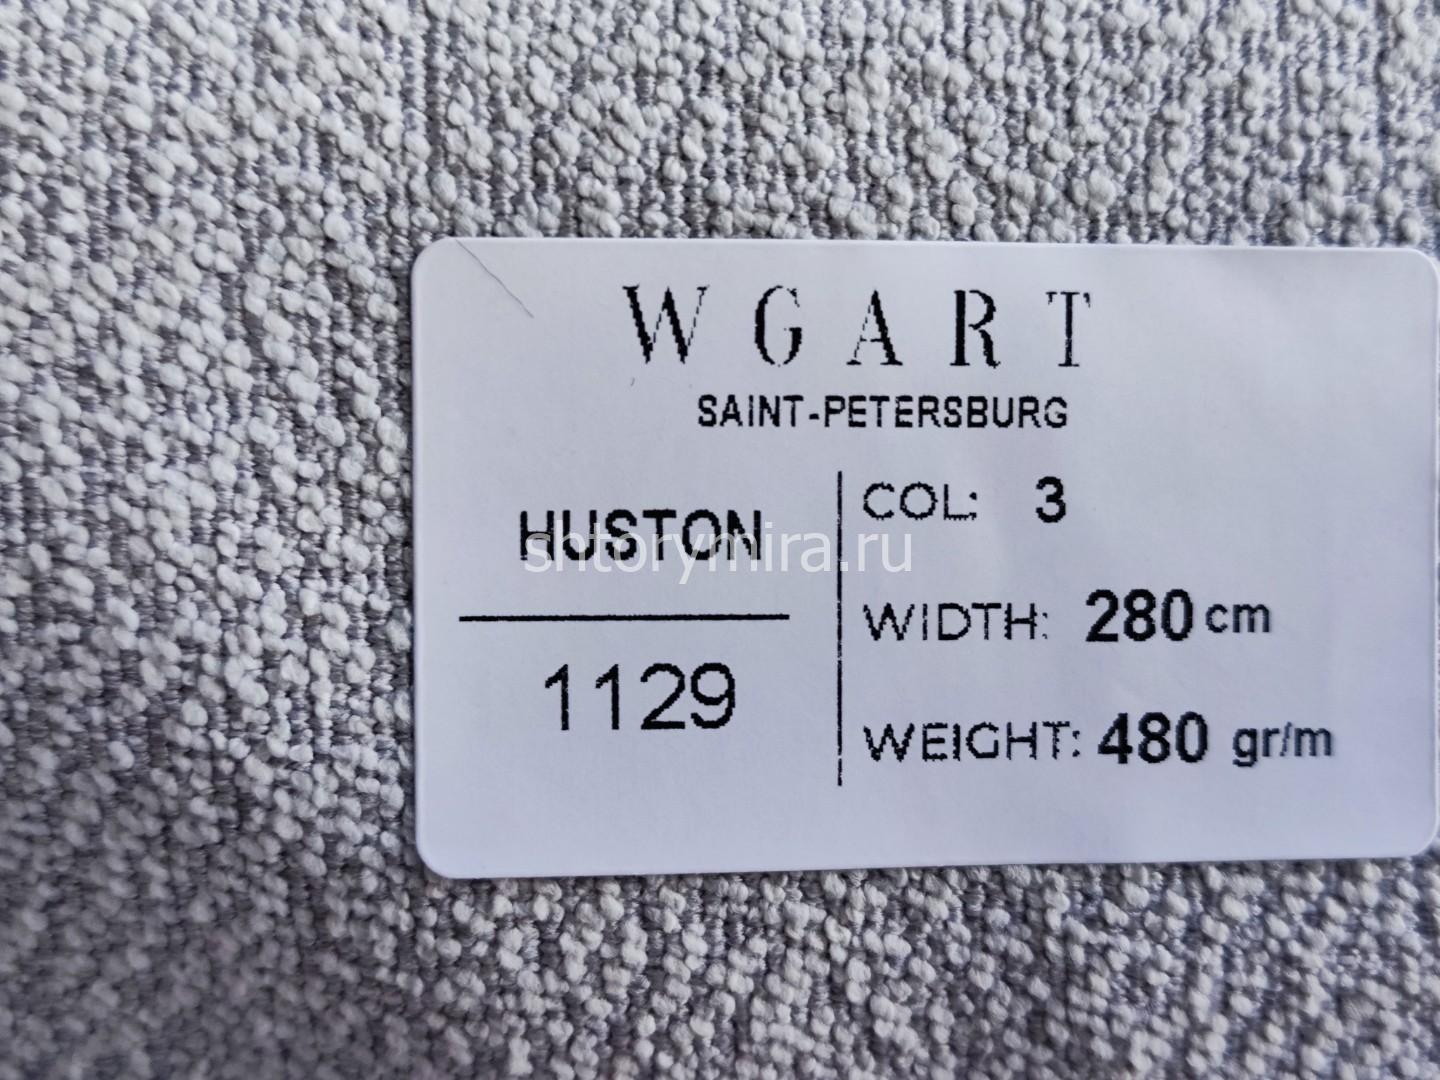 WGART
SAINT-PETERSBURG
HUSTON
1129
COL: 3
WIDTH: 280 cm
WEIGHT: 480 gr/m
shtorymira.ru